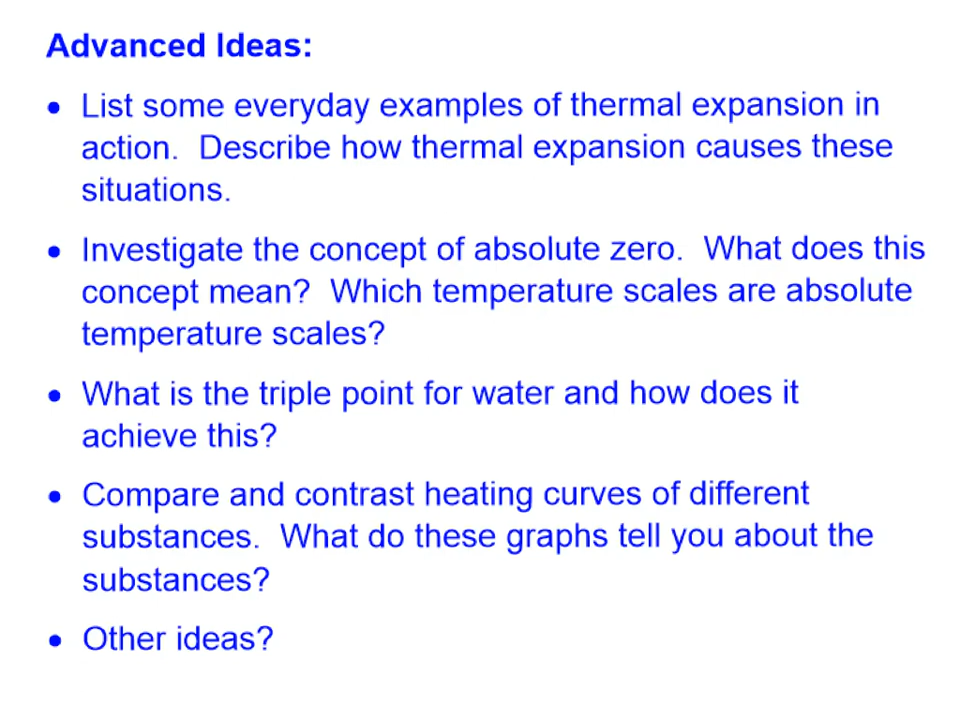 Advanced Ideas:
• List some everyday examples of thermal expansion in
action.  Describe how thermal expansion causes these
situations.
• Investigate the concept of absolute zero.  What does this
concept mean?  Which temperature scales are absolute
temperature scales?
• What is the triple point for water and how does it
achieve this?
• Compare and contrast heating curves of different
substances.  What do these graphs tell you about the
substances?
• Other ideas?